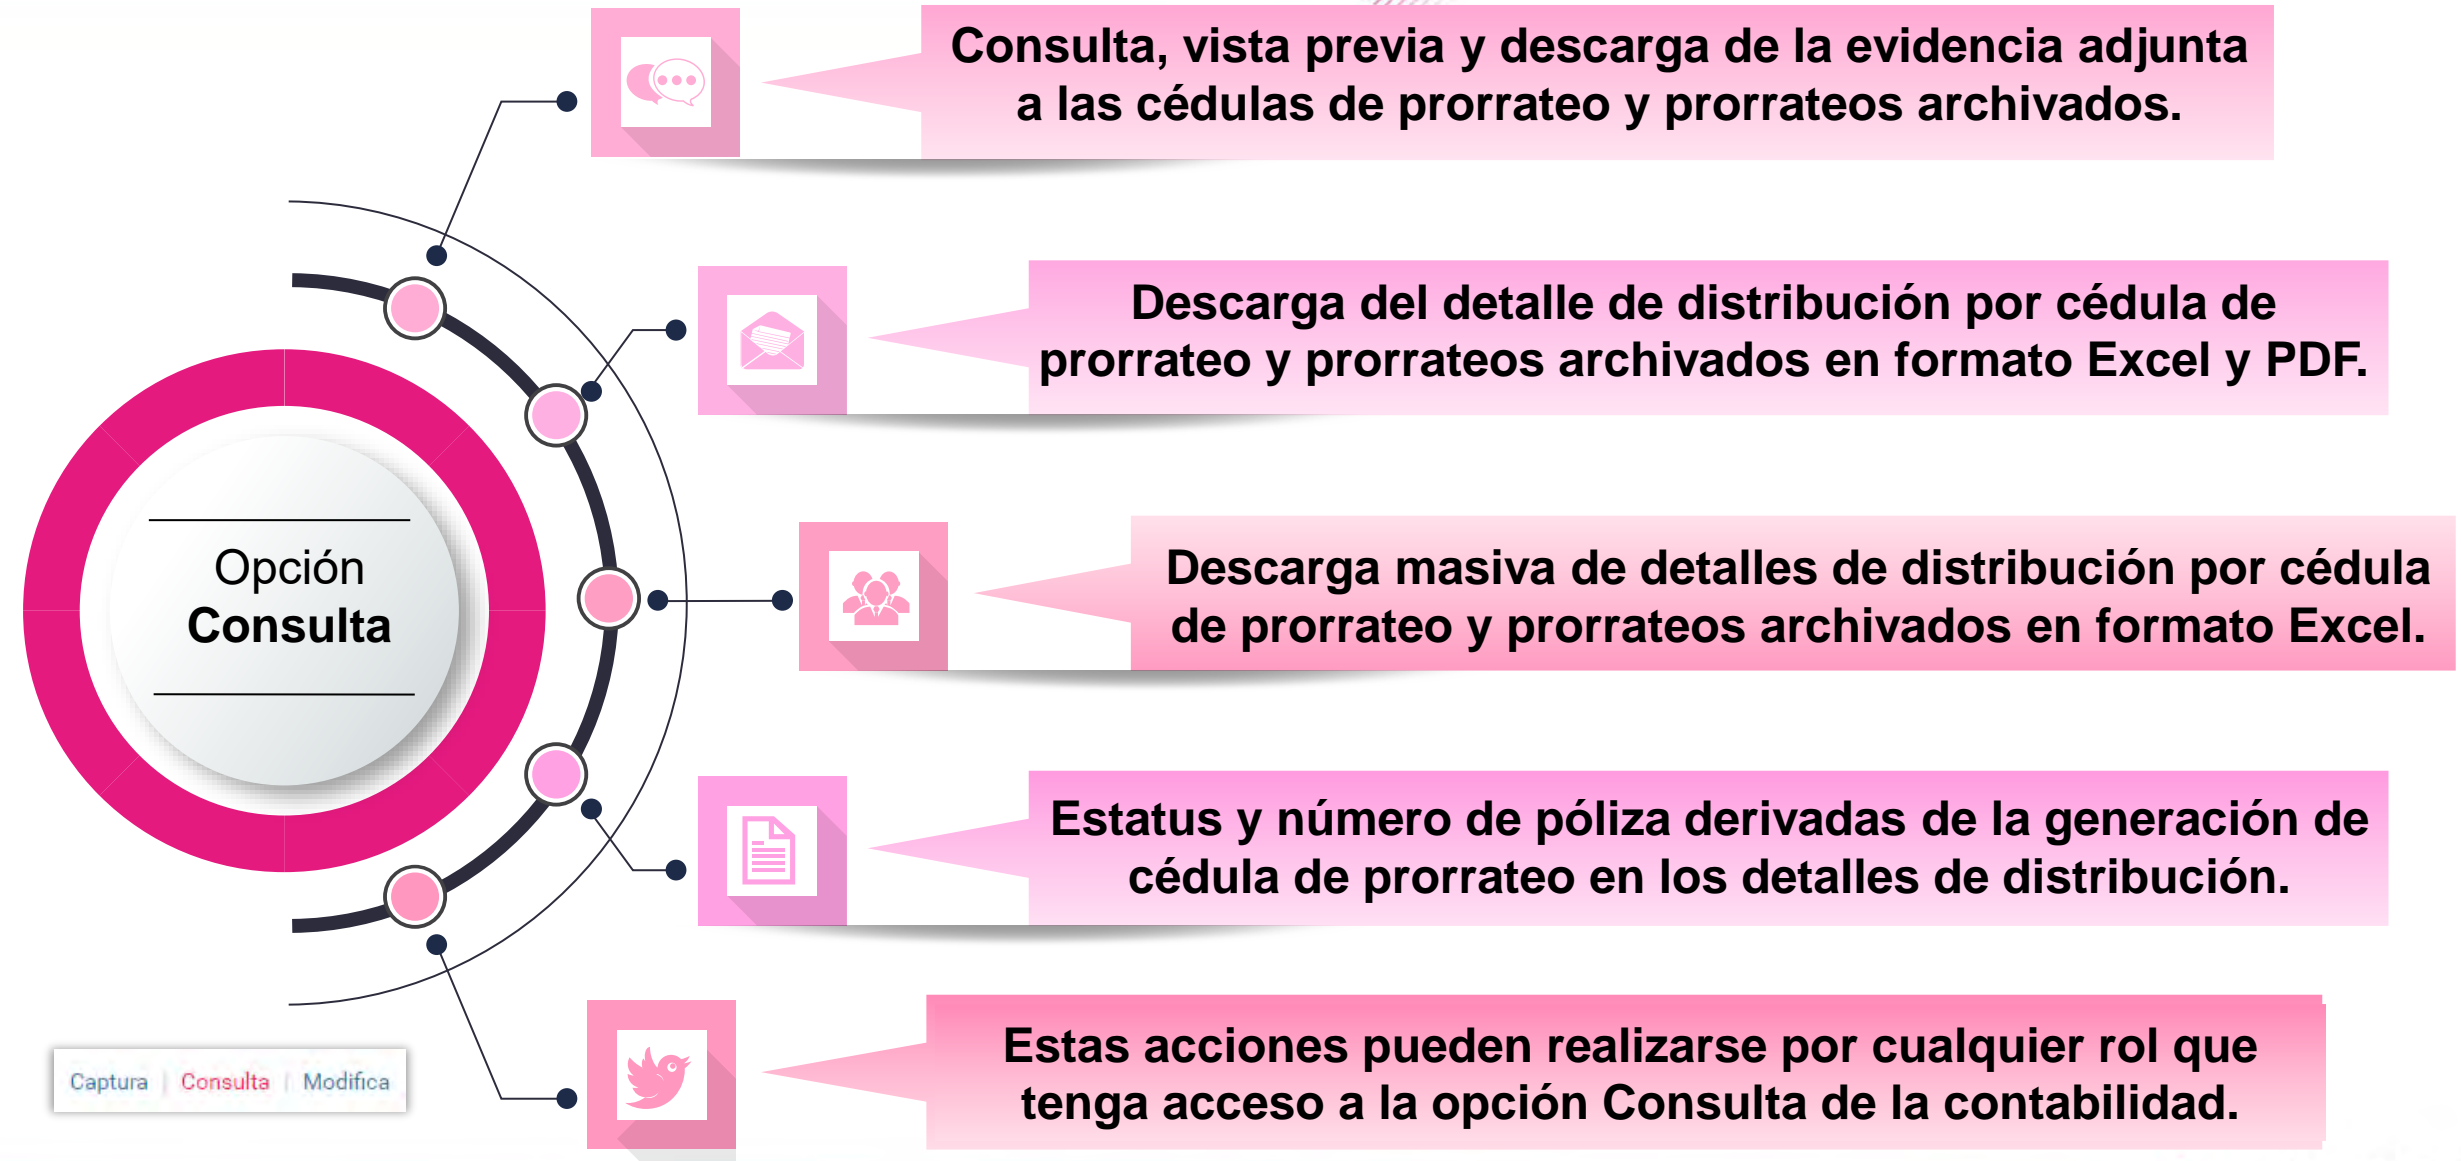 Consulta, vista previa y descarga de la evidencia adjunta
a las cédulas de prorrateo y prorrateos archivados.
Descarga del detalle de distribución por cédula de
prorrateo y prorrateos archivados en formato Excel y PDF.
Opción
Consulta
Descarga masiva de detalles de distribución por cédula
de prorrateo y prorrateos archivados en formato Excel.
Estatus y número de póliza derivadas de la generación de
cédula de prorrateo en los detalles de distribución.
Estas acciones pueden realizarse por cualquier rol que
tenga acceso a la opción Consulta de la contabilidad.
Captura | Consulta | Modifica